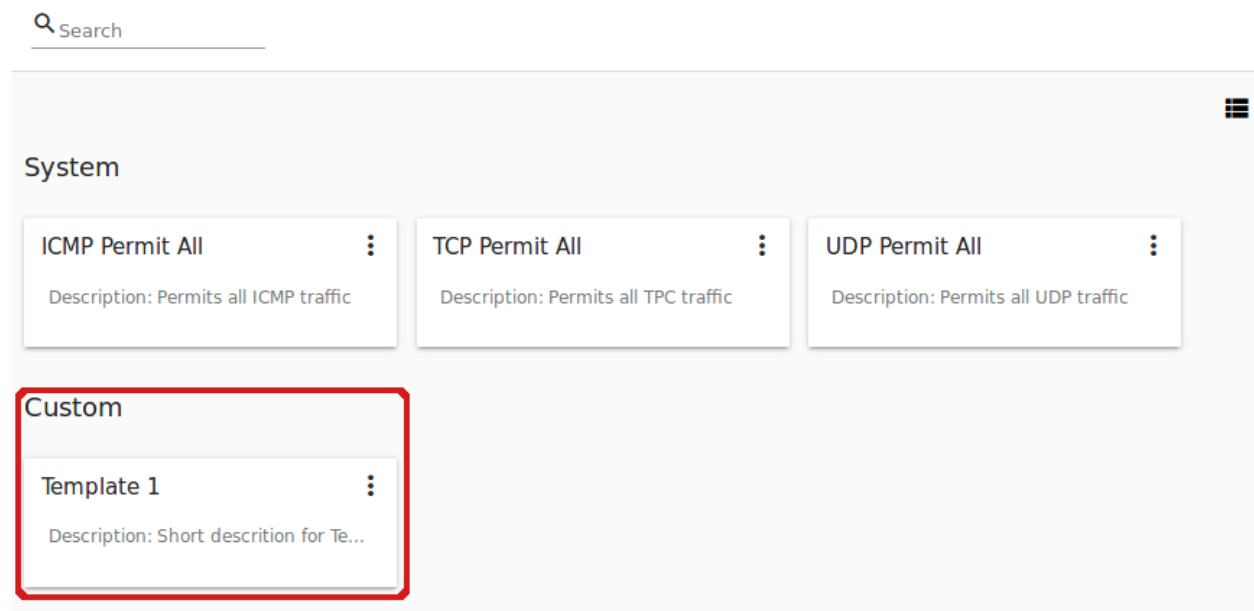 Search
System
ICMP Permit All
Description: Permits all ICMP traffic
TCP Permit All
Description: Permits all TPC traffic
UDP Permit All
Description: Permits all UDP traffic
Custom
Template 1
Description: Short descrition for Te...